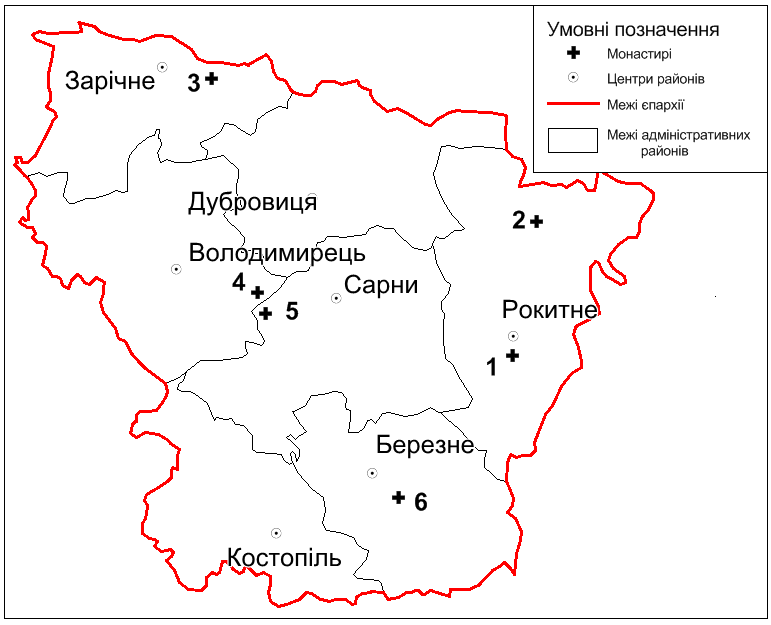 Умовні позначення
Монастирі
Центри районів
Межі єпархії
Межі адміністративних
районів
Зарічне
3
Дубровиця
2
Володимирець
4
Сарни
5
Рокитне
1
Березне
6
Костопіль